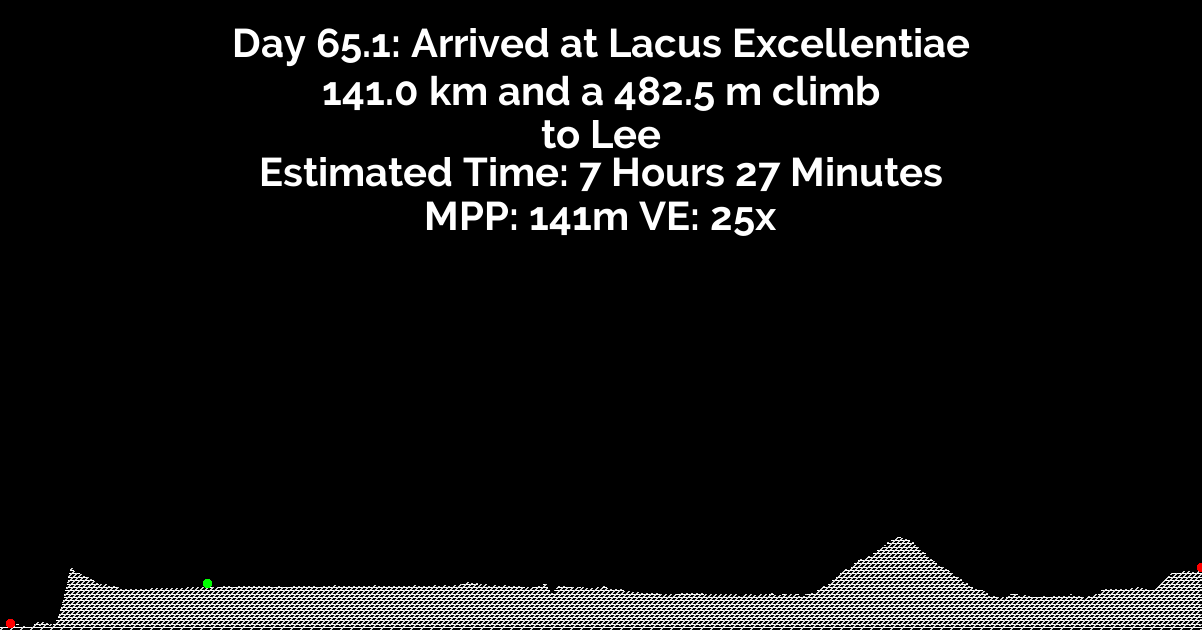 Day 65.1: Arrived at Lacus Excellentiae
141.0 km and a 482.5 m climb
to Lee
Estimated Time: 7 Hours 27 Minutes
MPP: 141m VE: 25x